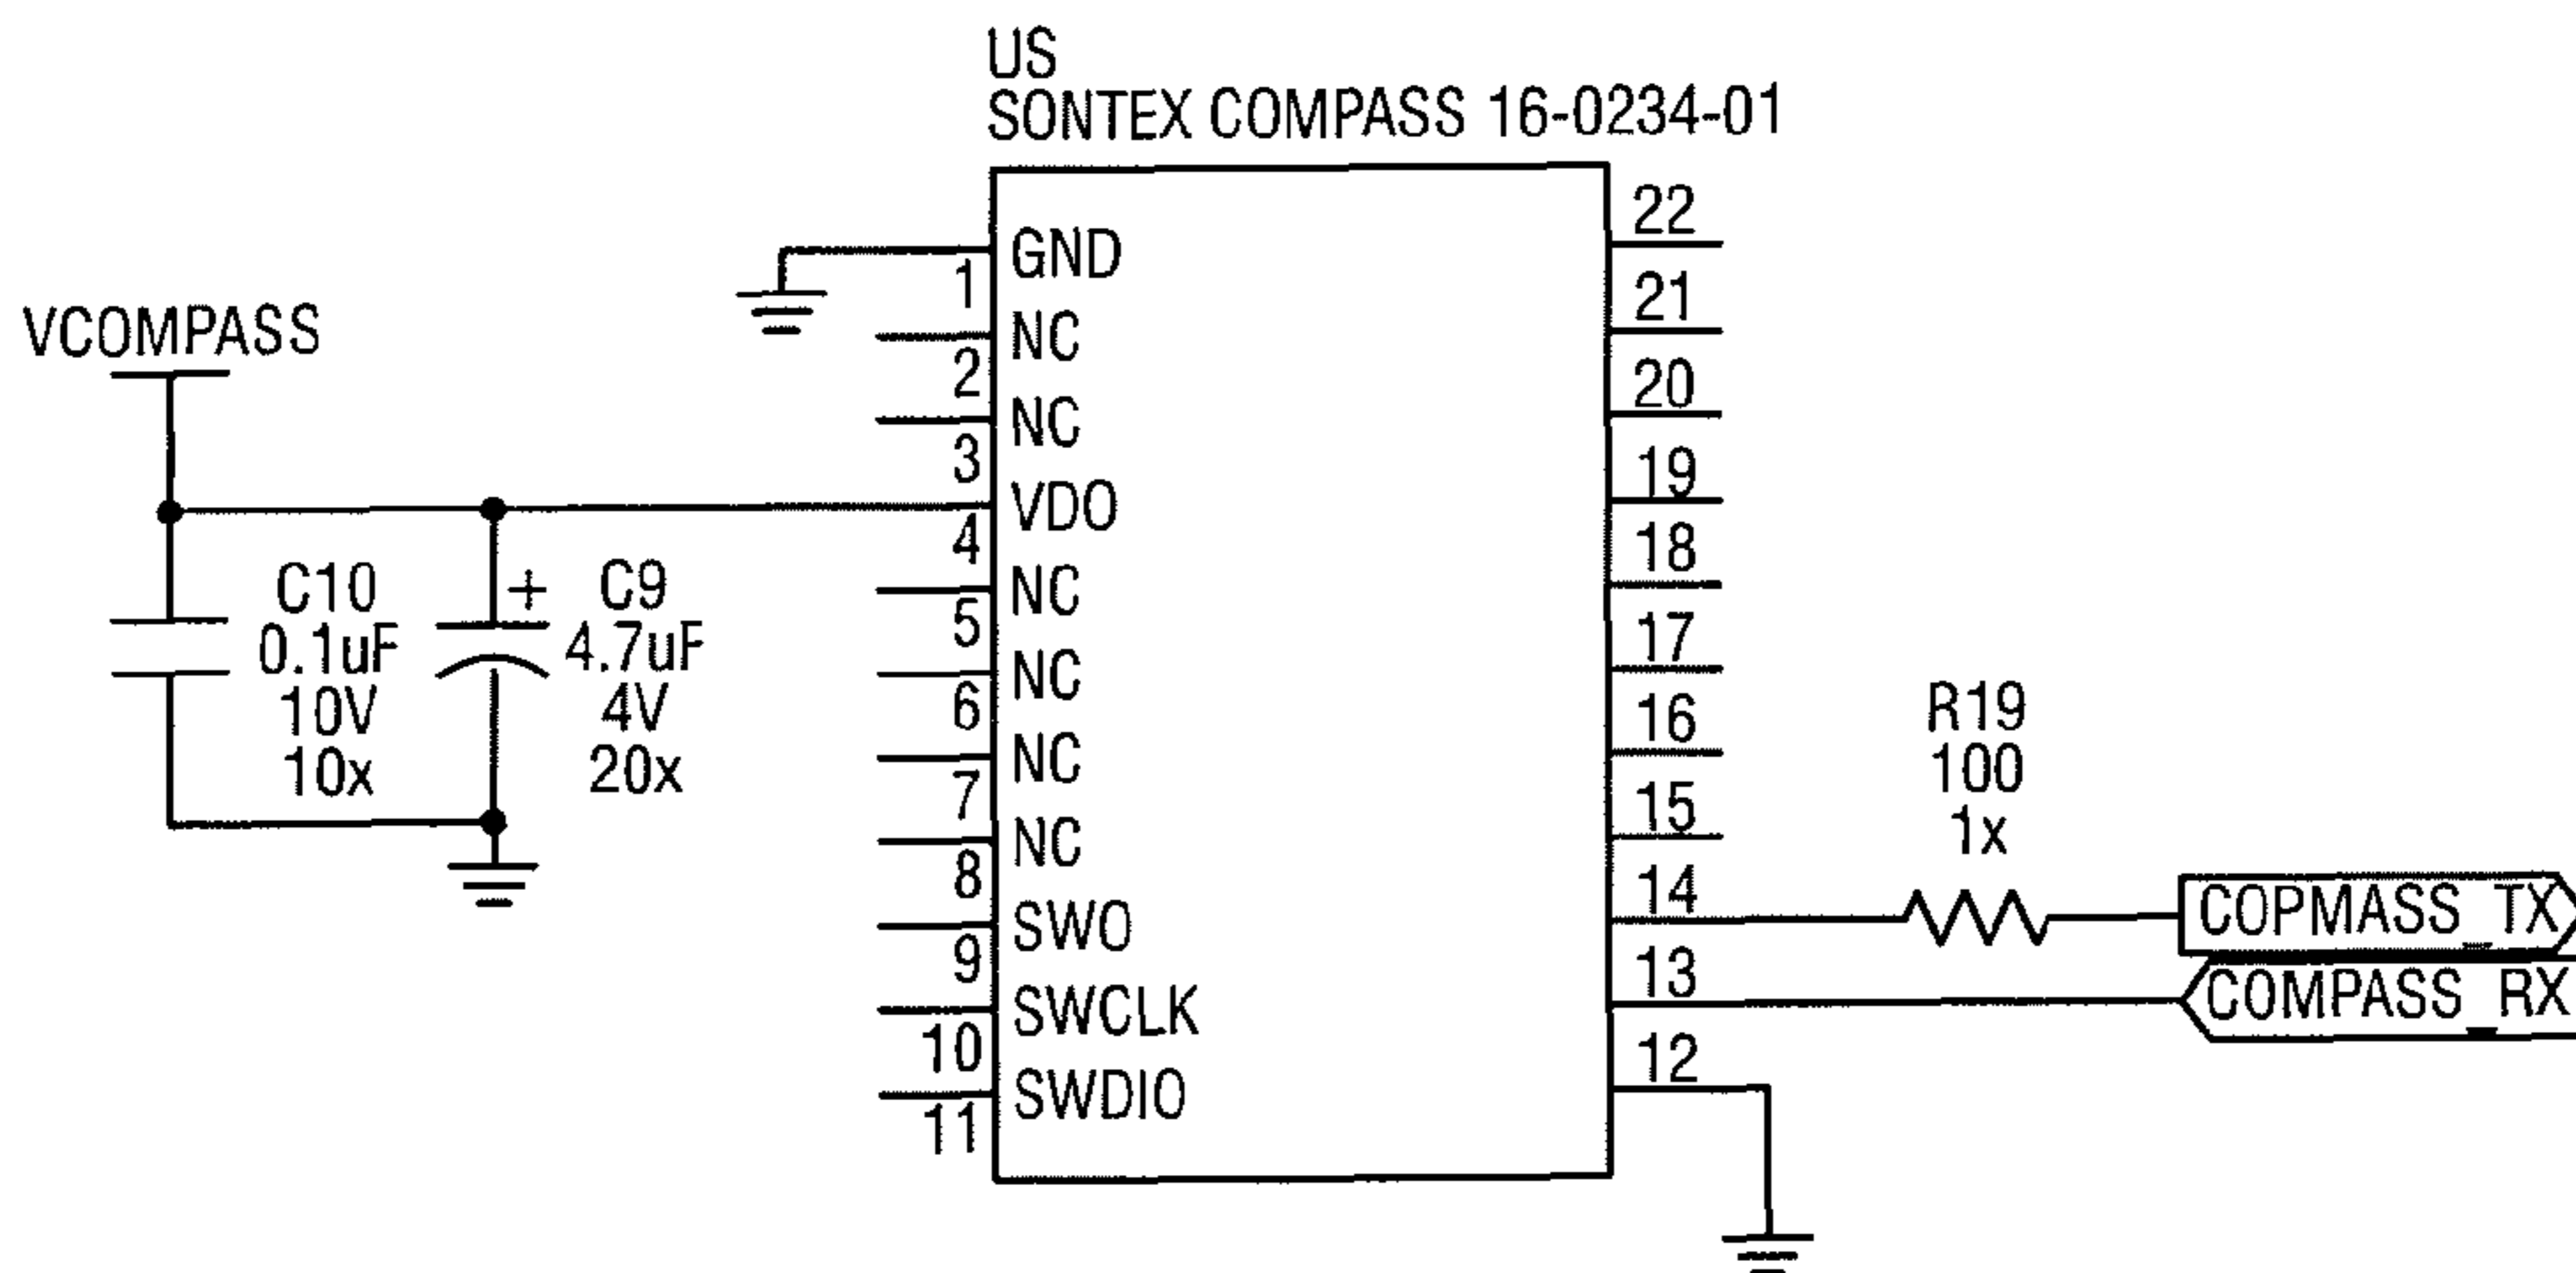 US
SONTEX COMPASS 16-0234-01
VCOMPASS
C10
0.1uF
10V
10x
C9
+
4.7uF
4V
20x
GND
1
NC
2
NC
3
VDO
4
NC
5
NC
6
NC
7
NC
8
SWO
9
SWCLK
10
SWDIO
11
22
21
20
19
18
17
16
15
14
13
12
R19
100
1x
COPMASS_TX
COMPASS_RX